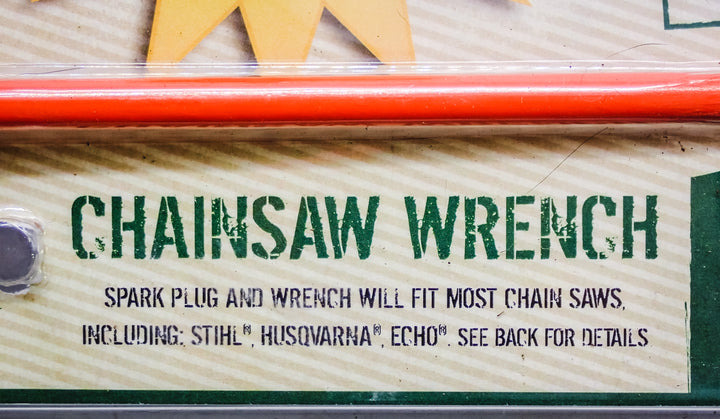 CHAINSAW WRENCH
SPARK PLUG AND WRENCH WILL FIT MOST CHAIN SAWS,
INCLUDING: STIHL®, HUSQVARNA®, ECHO®. SEE BACK FOR DETAILS